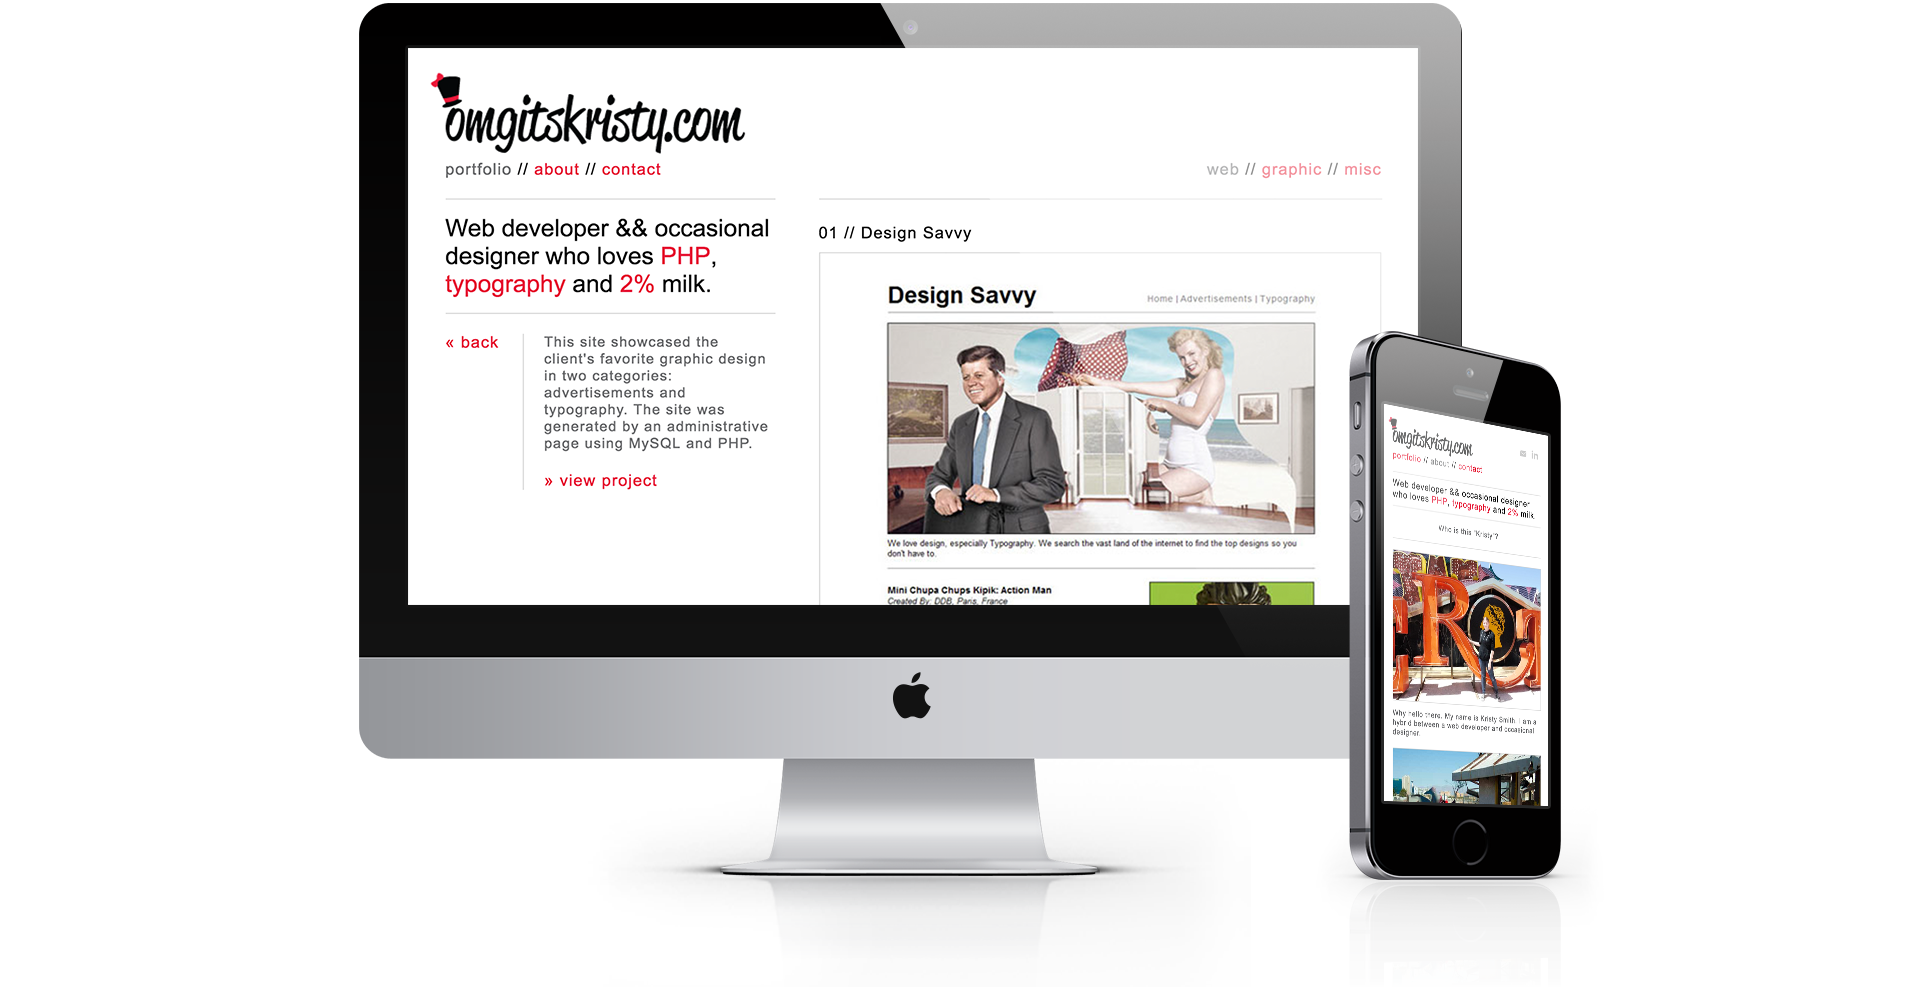 omgitskristy.com
portfolio // about // contact
web // graphic // misc
Web developer && occasional
designer who loves PHP,
typography and 2% milk.
« back
This site showcased the
client's favorite graphic design
in two categories:
advertisements and
typography. The site was
generated by an administrative
page using MySQL and PHP.
» view project
01 // Design Savvy
Design Savvy
Home | Advertisements | Typography
We love design, especially Typography. We search the vast land of the internet to find the top designs so you
don't have to.
Mini Chupa Chups Kipik: Action Man
Created By: DDB, Paris, France
omgitskristy.com
in
portfolio // about // contact
Web developer && occasional designer
who loves PHP, typography and 2% milk.
Who is this "Kristy"?
R
Why hello there. My name is Kristy Smith. I am a
hybrid between a web developer and occasional
designer.